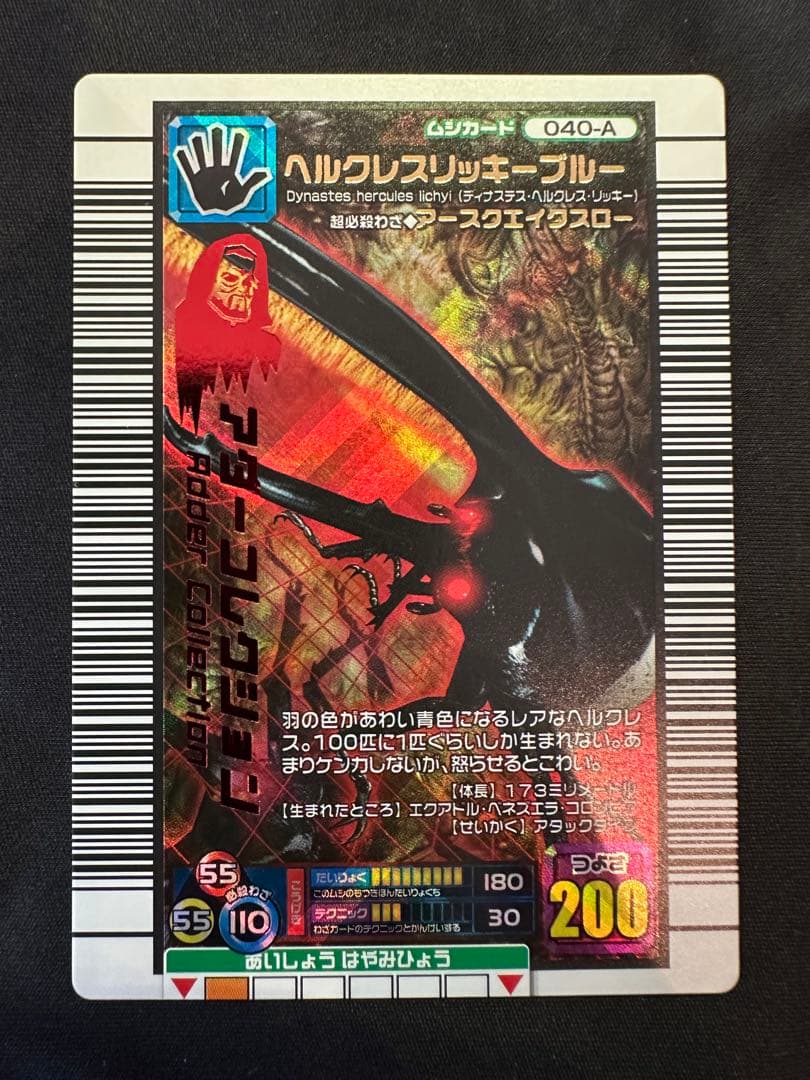 ムシカード 040-A
ヘルクレスリッキーブルー
Dynastes hercules lichyi (ディナステス・ヘルクレス・リッキー)
超必殺わざ◆アースクエイクスロー
アダーコレクション
Adder Collection
羽の色があわい青色になるレアなヘルクレ
ス。100匹に1匹ぐらいしか生まれない。あ
まりケンカしないが、怒らせるとこわい。
【体長】173ミリメートル
【生まれたところ】エクアドル・ベネズエラ・コロンビア
【せいかく】アタックタイプ
55
必殺わざ
55
110
たいりょく
180
このムシのもつきほんたいりょくち
テクニック
30
わざカードのテクニックとかんけいする
つよさ
200
あいしょう はやみひょう